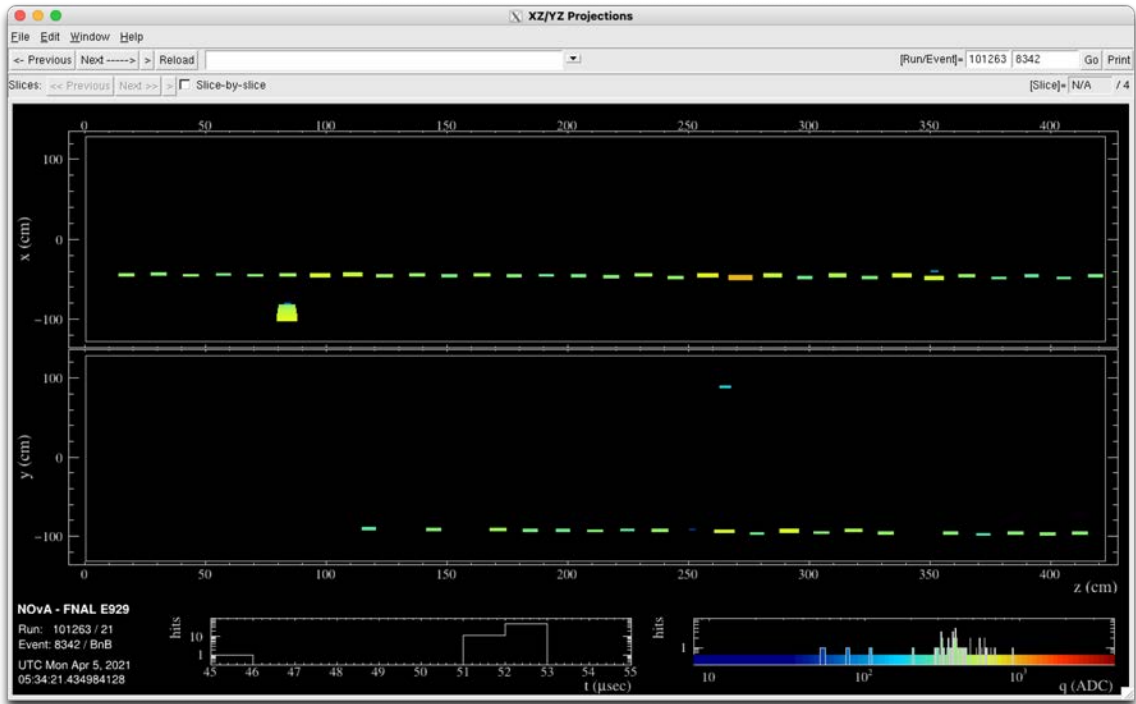 XZ/YZ Projections
File Edit Window Help
<- Previous Next -----> > Reload [Run/Event]= 101263 8342 Go Print
Slices: << Previous Next >> > Slice-by-slice [Slice]= N/A / 4
0 50 100 150 200 250 300 350 400
100
0
−100
x (cm)
100
0
−100
y (cm)
0 50 100 150 200 250 300 350 400
z (cm)
NOvA - FNAL E929
Run: 101263 / 21
Event: 8342 / BnB
UTC Mon Apr 5, 2021
05:34:21.434984128
hits
10
1
45 46 47 48 49 50 51 52 53 54 55
t (μsec)
hits
1
10 10² 10³
q (ADC)